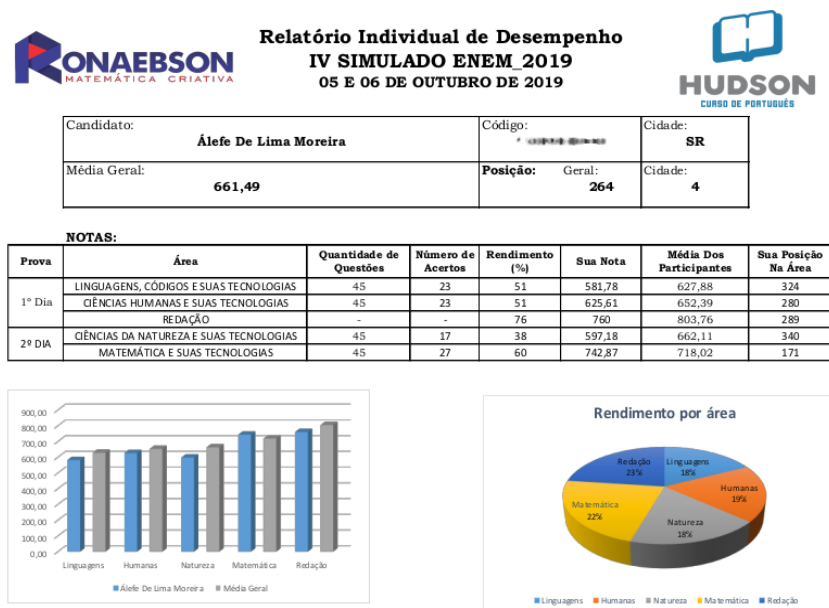 RONAEBSON
MATEMÁTICA CRIATIVA
Relatório Individual de Desempenho
IV SIMULADO ENEM_2019
05 E 06 DE OUTUBRO DE 2019
HUDSON
CURSO DE PORTUGUÊS
Candidato: Código: Cidade:
Álefe De Lima Moreira SR
Média Geral: Posição: Geral: Cidade:
661,49 264 4
NOTAS:
Prova Área Quantidade de Questões Número de Acertos Rendimento (%) Sua Nota Média Dos Participantes Sua Posição Na Área
1º Dia LINGUAGENS, CÓDIGOS E SUAS TECNOLOGIAS 45 23 51 581,78 627,88 324
CIÊNCIAS HUMANAS E SUAS TECNOLOGIAS 45 23 51 625,61 652,39 280
REDAÇÃO - - 76 760 803,76 289
2º DIA CIÊNCIAS DA NATUREZA E SUAS TECNOLOGIAS 45 17 38 597,18 662,11 340
MATEMÁTICA E SUAS TECNOLOGIAS 45 27 60 742,87 718,02 171
900,00
800,00
700,00
600,00
500,00
400,00
300,00
200,00
100,00
0,00
Linguagens Humanas Natureza Matemática Redação
Álefe De Lima Moreira Média Geral
Rendimento por área
Redação 23%
Linguagens 18%
Humanas 19%
Matemática 22%
Natureza 18%
Linguagens Humanas Natureza Matemática Redação